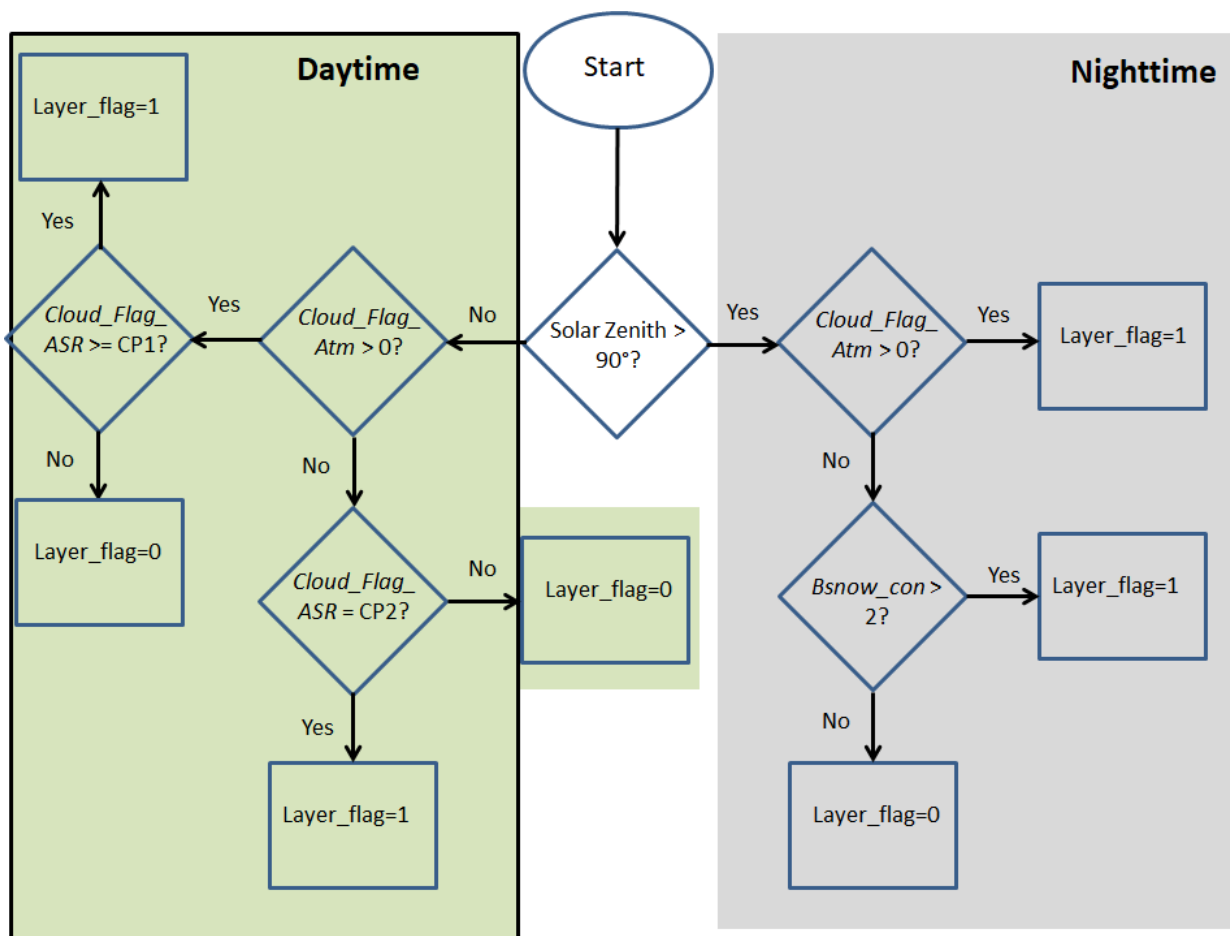 Daytime
Start
Nighttime
Layer_flag=1
Yes
Cloud_Flag_
ASR >= CP1?
Yes
Cloud_Flag_
Atm > 0?
No
Solar Zenith >
90°?
Yes
Cloud_Flag_
Atm > 0?
Yes
Layer_flag=1
No
No
No
Layer_flag=0
Cloud_Flag_
ASR = CP2?
No
Layer_flag=0
Bsnow_con >
2?
Yes
Layer_flag=1
Yes
No
Layer_flag=1
Layer_flag=0